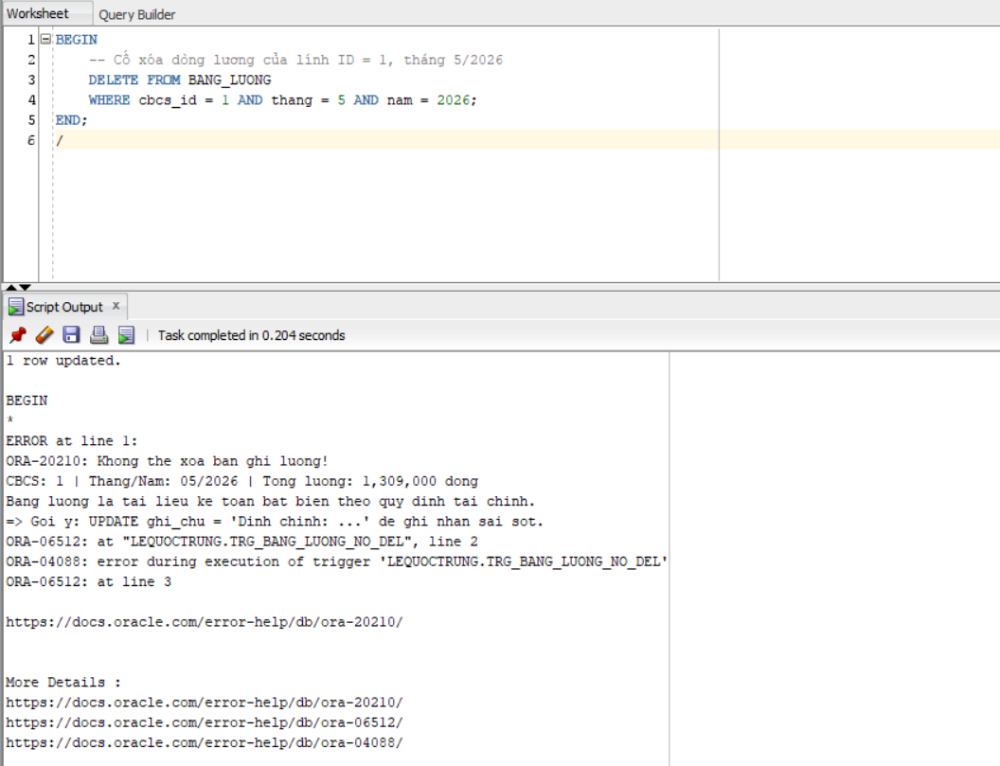 Worksheet Query Builder
1 BEGIN
2 -- Cố xóa dòng lương của lính ID = 1, tháng 5/2026
3 DELETE FROM BANG_LUONG
4 WHERE cbcs_id = 1 AND thang = 5 AND nam = 2026;
5 END;
6 /
Script Output x
Task completed in 0.204 seconds
1 row updated.
BEGIN
*
ERROR at line 1:
ORA-20210: Khong the xoa ban ghi luong!
CBCS: 1 | Thang/Nam: 05/2026 | Tong luong: 1,309,000 dong
Bang luong la tai lieu ke toan bat bien theo quy dinh tai chinh.
=> Goi y: UPDATE ghi_chu = 'Dinh chinh: ...' de ghi nhan sai sot.
ORA-06512: at "LEQUOCTRUNG.TRG_BANG_LUONG_NO_DEL", line 2
ORA-04088: error during execution of trigger 'LEQUOCTRUNG.TRG_BANG_LUONG_NO_DEL'
ORA-06512: at line 3
https://docs.oracle.com/error-help/db/ora-20210/
More Details :
https://docs.oracle.com/error-help/db/ora-20210/
https://docs.oracle.com/error-help/db/ora-06512/
https://docs.oracle.com/error-help/db/ora-04088/